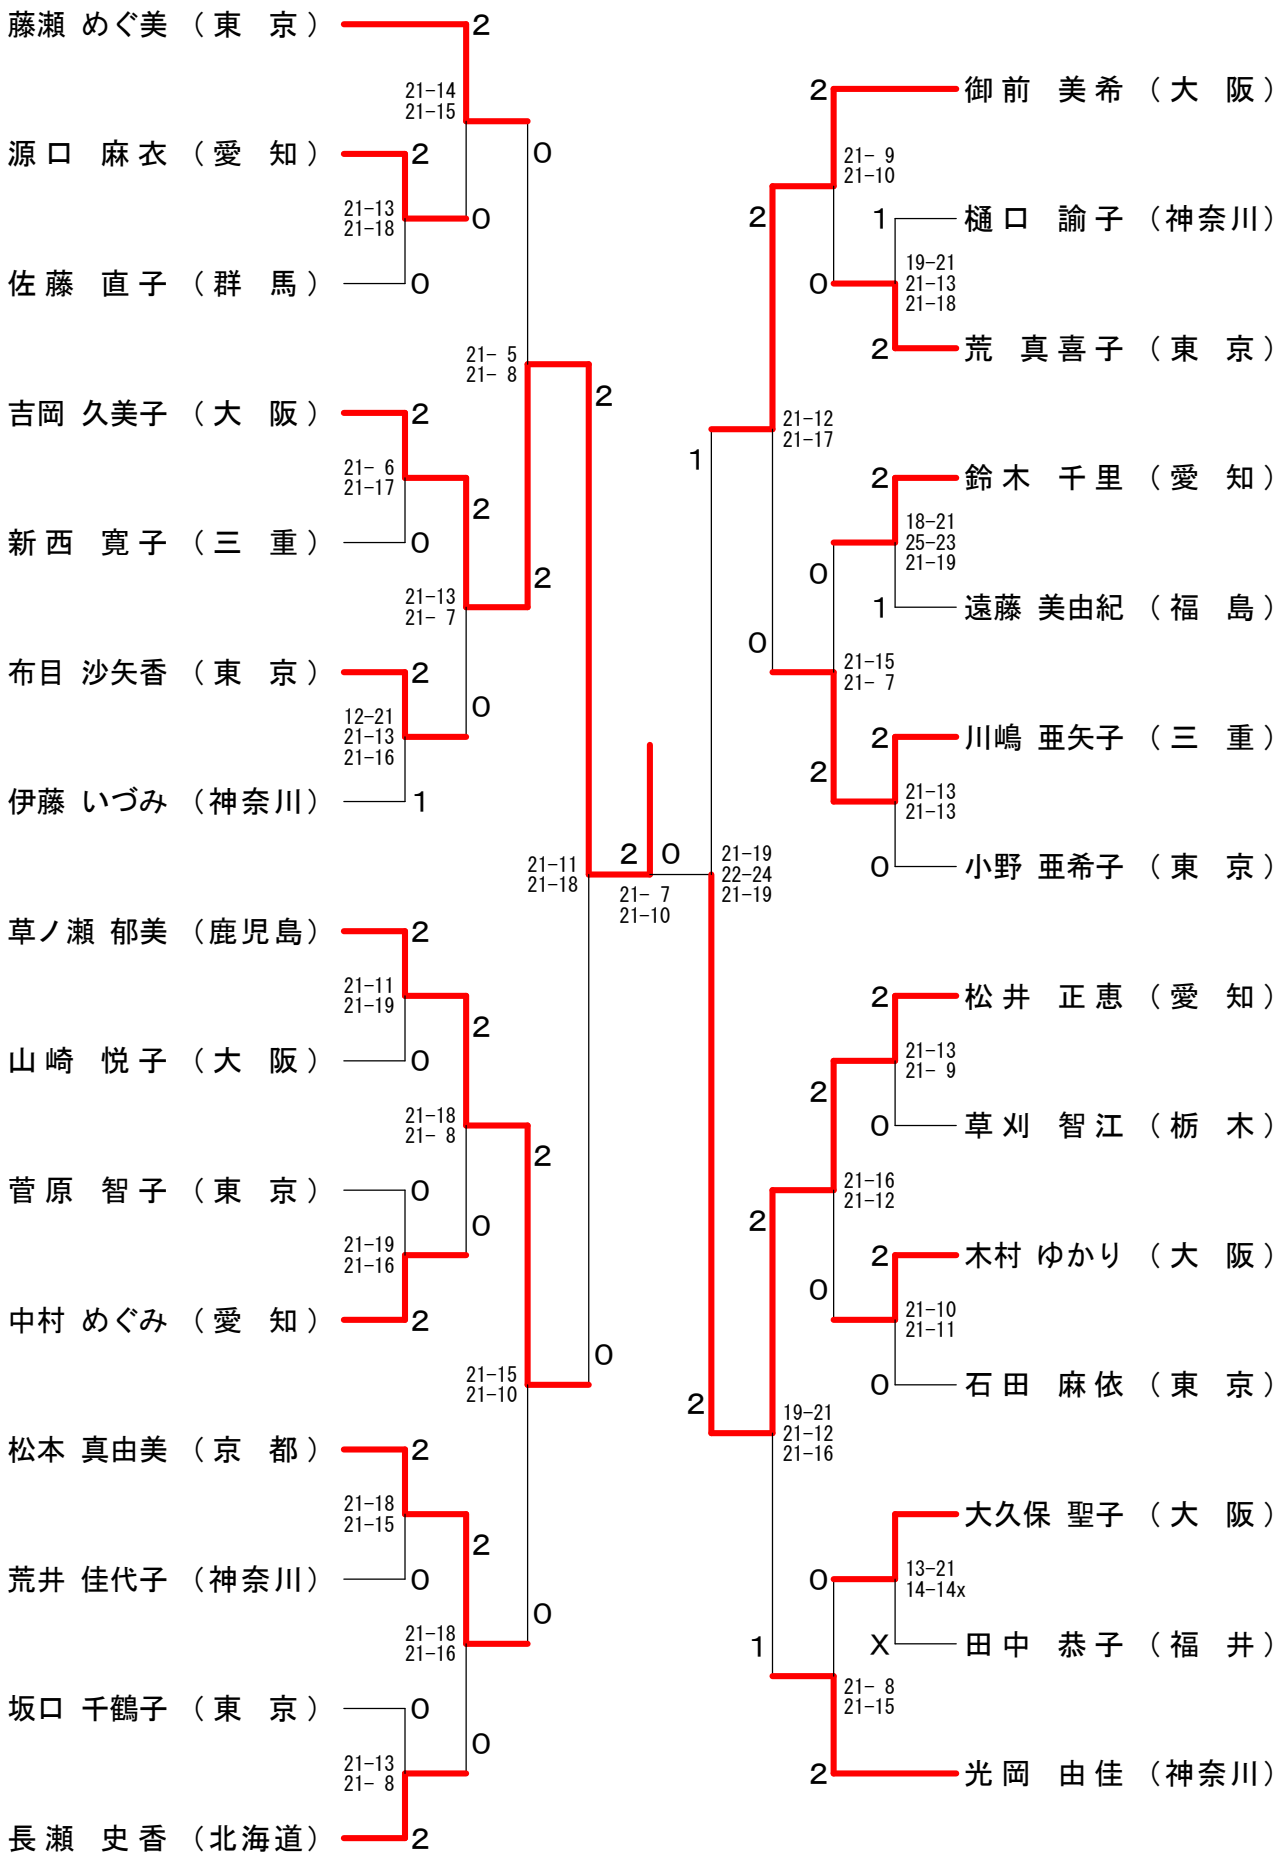 藤瀬 めぐ美 （東 京） 2
21-14
21-15
源口 麻衣 （愛 知） 2
0
21-13
21-18
0
佐藤 直子 （群 馬） 0
21- 5
21- 8
2
吉岡 久美子 （大 阪） 2
21- 6
21-17
2
新西 寛子 （三 重） 0
2
21-13
21- 7
布目 沙矢香 （東 京） 2
0
12-21
21-13
21-16
伊藤 いづみ （神奈川） 1
21-11
21-18
2 0
21- 7
21-10
草ノ瀬 郁美 （鹿児島） 2
21-11
21-19
2
山崎 悦子 （大 阪） 0
21-18
21- 8
2
菅原 智子 （東 京） 0
0
21-19
21-16
中村 めぐみ （愛 知） 2
0
21-15
21-10
松本 真由美 （京 都） 2
21-18
21-15
2
荒井 佳代子 （神奈川） 0
0
21-18
21-16
坂口 千鶴子 （東 京） 0
0
21-13
21- 8
長瀬 史香 （北海道） 2
2 御前 美希 （大 阪）
21- 9
21-10
2
1 樋口 諭子 （神奈川）
0
19-21
21-13
21-18
2 荒 真喜子 （東 京）
21-12
21-17
1
2 鈴木 千里 （愛 知）
18-21
25-23
21-19
0
1 遠藤 美由紀 （福 島）
0
21-15
21- 7
2 川嶋 亜矢子 （三 重）
2
21-13
21-13
0 小野 亜希子 （東 京）
21-19
22-24
21-19
2 松井 正恵 （愛 知）
21-13
21- 9
2
0 草刈 智江 （栃 木）
21-16
21-12
2
2 木村 ゆかり （大 阪）
0
21-10
21-11
0 石田 麻依 （東 京）
2
19-21
21-12
21-16
大久保 聖子 （大 阪）
0
13-21
14-14x
X 田中 恭子 （福 井）
1
21- 8
21-15
2 光岡 由佳 （神奈川）